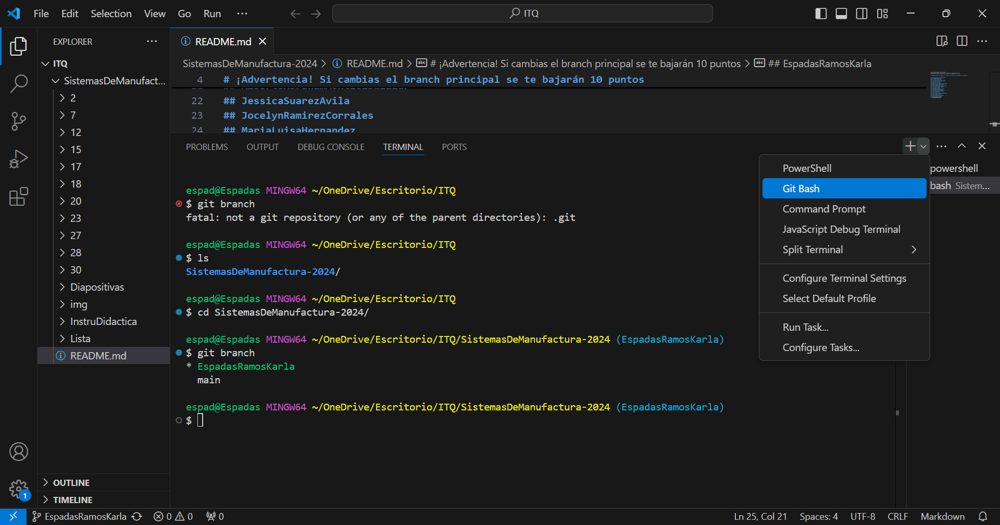 File Edit Selection View Go Run ··· ITQ
EXPLORER ···
ITQ
SistemasDeManufact...
2
7
12
15
17
18
20
23
27
28
30
Diapositivas
img
InstruDidactica
Lista
README.md
OUTLINE
TIMELINE
README.md
SistemasDeManufactura-2024 > README.md > # ¡Advertencia! Si cambias el branch principal se te bajarán 10 puntos > ## EspadasRamosKarla
4 # ¡Advertencia! Si cambias el branch principal se te bajarán 10 puntos
22 ## JessicaSuarezAvila
23 ## JocelynRamirezCorrales
24 ## MariaLuisaHernandez
PROBLEMS OUTPUT DEBUG CONSOLE TERMINAL PORTS
espad@Espadas MINGW64 ~/OneDrive/Escritorio/ITQ
$ git branch
fatal: not a git repository (or any of the parent directories): .git
espad@Espadas MINGW64 ~/OneDrive/Escritorio/ITQ
$ ls
SistemasDeManufactura-2024/
espad@Espadas MINGW64 ~/OneDrive/Escritorio/ITQ
$ cd SistemasDeManufactura-2024/
espad@Espadas MINGW64 ~/OneDrive/Escritorio/ITQ/SistemasDeManufactura-2024 (EspadasRamosKarla)
$ git branch
* EspadasRamosKarla
main
espad@Espadas MINGW64 ~/OneDrive/Escritorio/ITQ/SistemasDeManufactura-2024 (EspadasRamosKarla)
$
PowerShell
Git Bash
Command Prompt
JavaScript Debug Terminal
Split Terminal
Configure Terminal Settings
Select Default Profile
Run Task...
Configure Tasks...
powershell
bash Sistem...
1
EspadasRamosKarla 0 0 0 Ln 25, Col 21 Spaces: 4 UTF-8 CRLF Markdown